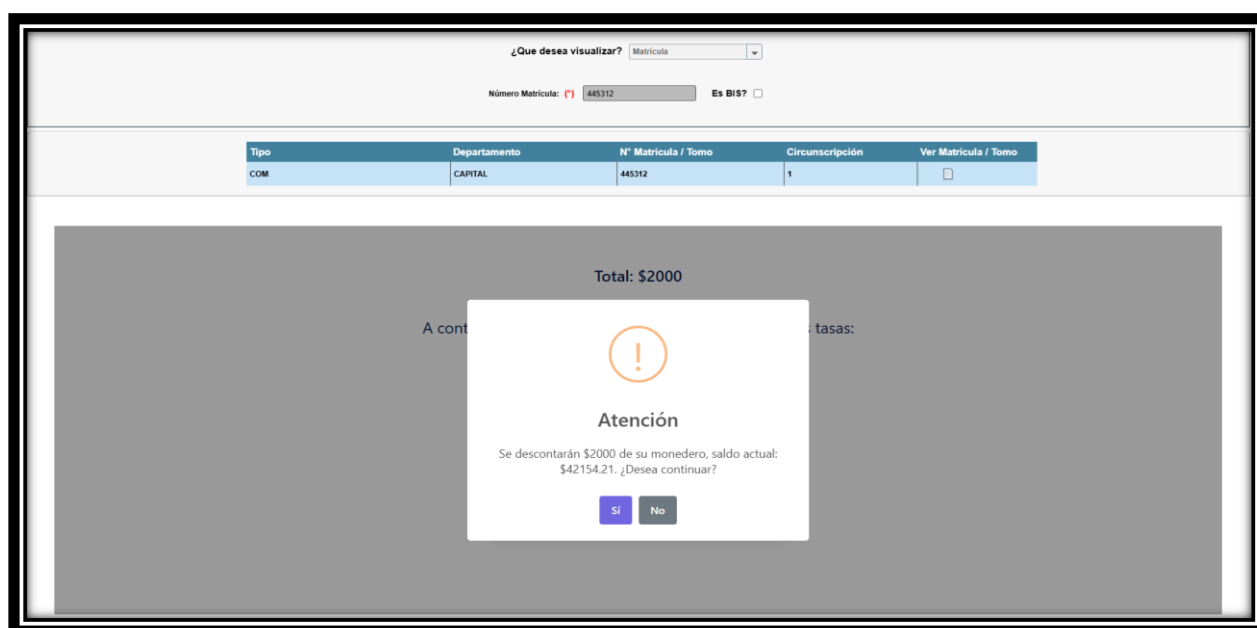 ¿Que desea visualizar? Matrícula
Número Matrícula: (*) 445312 Es BIS?
Tipo Departamento N° Matricula / Tomo Circunscripción Ver Matricula / Tomo
COM CAPITAL 445312 1
Total: $2000
A cont tasas:
!
Atención
Se descontarán $2000 de su monedero, saldo actual:
$42154.21. ¿Desea continuar?
Sí No